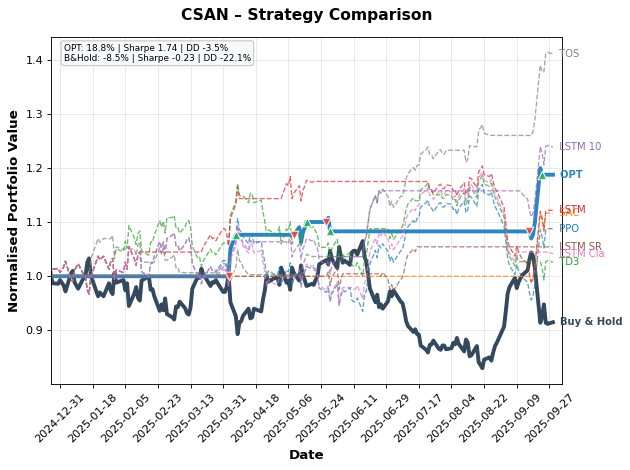 CSAN – Strategy Comparison
OPT: 18.8% | Sharpe 1.74 | DD -3.5%
B&Hold: -8.5% | Sharpe -0.23 | DD -22.1%
Normalised Portfolio Value
1.4
1.3
1.2
1.1
1.0
0.9
TOS
LSTM 10
OPT
LSTM
PPO
LSTM SR
LSTM Cla
TD3
Buy & Hold
2024-12-31
2025-01-18
2025-02-05
2025-02-23
2025-03-13
2025-03-31
2025-04-18
2025-05-06
2025-05-24
2025-06-11
2025-06-29
2025-07-17
2025-08-04
2025-08-22
2025-09-09
2025-09-27
Date